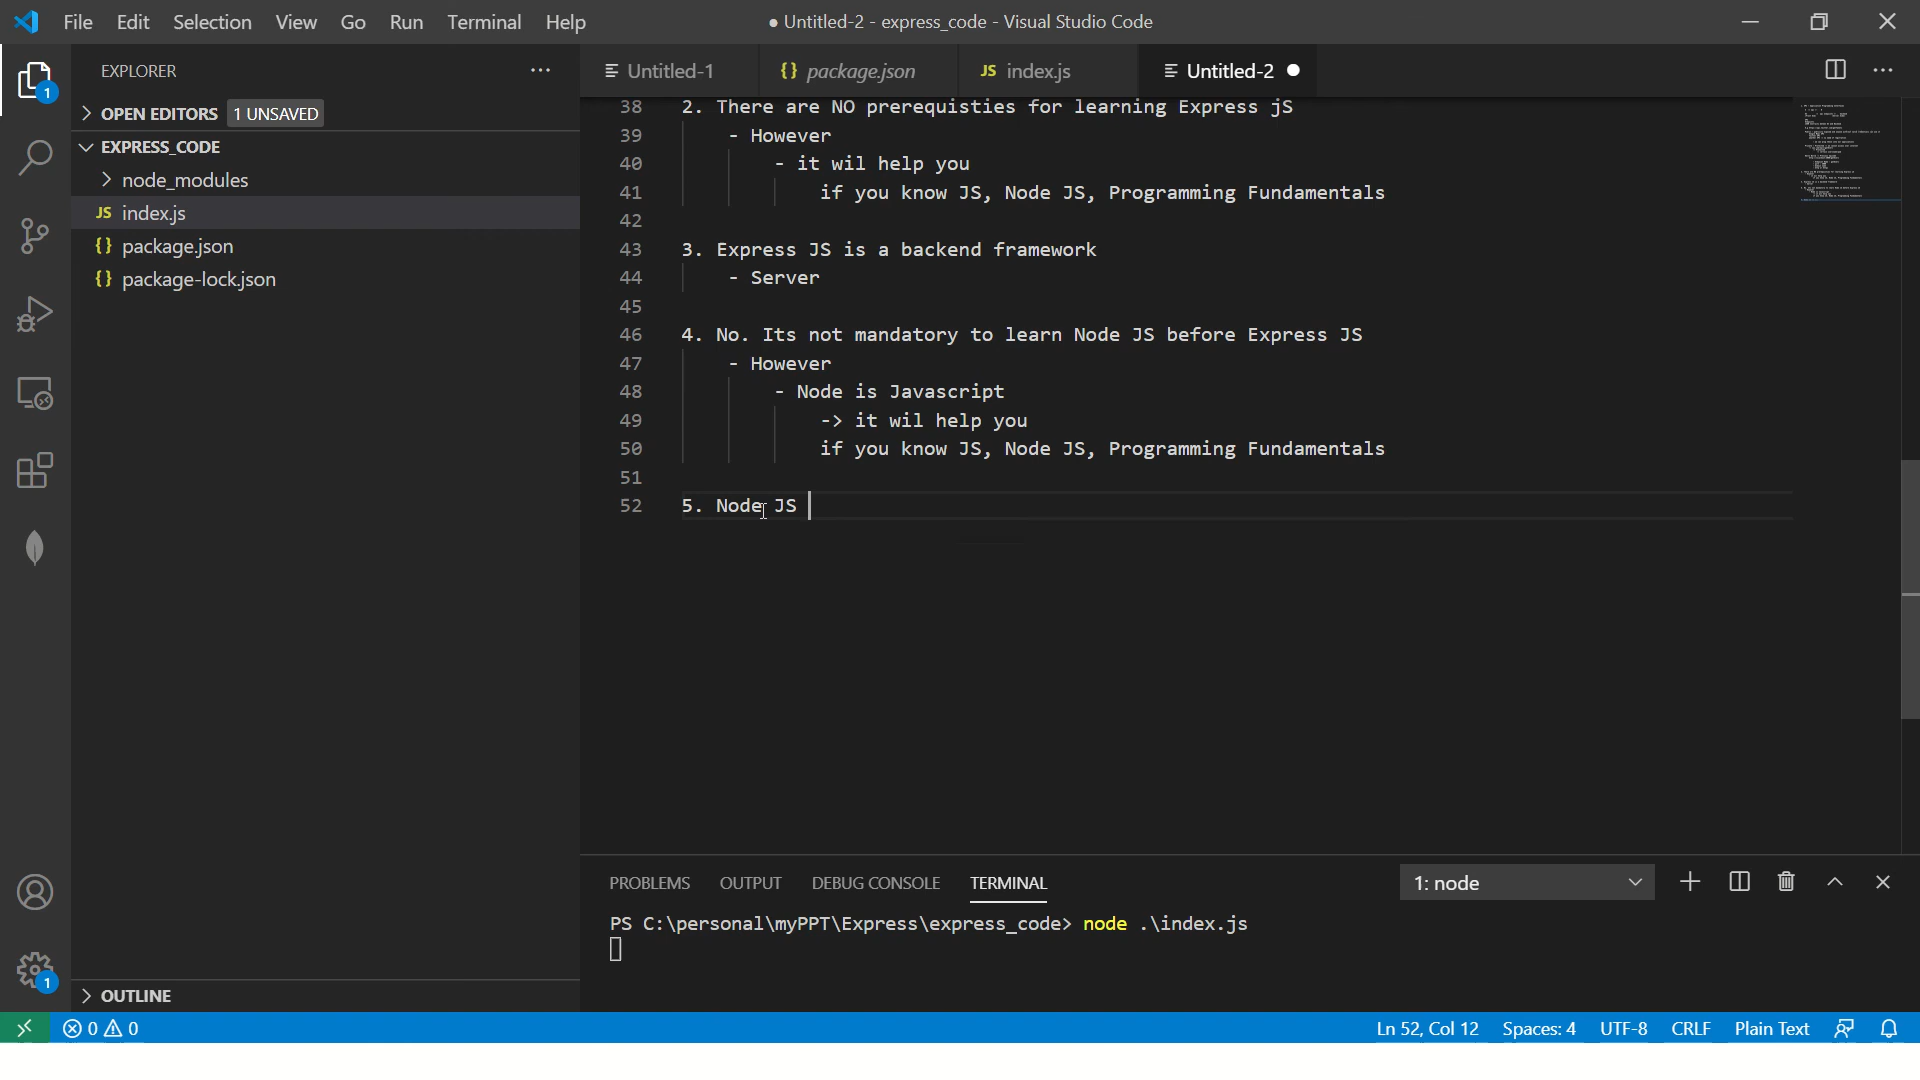 File Edit Selection View Go Run Terminal Help
● Untitled-2 - express_code - Visual Studio Code
EXPLORER
Untitled-1
{} package.json
JS index.js
Untitled-2
OPEN EDITORS 1 UNSAVED
EXPRESS_CODE
node_modules
JS index.js
{} package.json
{} package-lock.json
OUTLINE
38 2. There are NO prerequisties for learning Express jS
39 - However
40 - it wil help you
41 if you know JS, Node JS, Programming Fundamentals
42
43 3. Express JS is a backend framework
44 - Server
45
46 4. No. Its not mandatory to learn Node JS before Express JS
47 - However
48 - Node is Javascript
49 -> it wil help you
50 if you know JS, Node JS, Programming Fundamentals
51
52 5. Node JS
PROBLEMS OUTPUT DEBUG CONSOLE TERMINAL
1: node
PS C:\personal\myPPT\Express\express_code> node .\index.js
1
1
0 0
Ln 52, Col 12 Spaces: 4 UTF-8 CRLF Plain Text